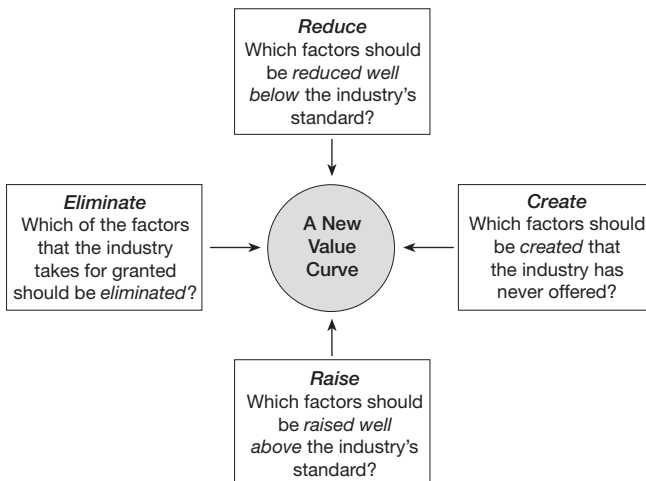 Reduce
Which factors should
be reduced well
below the industry's
standard?
Eliminate
Which of the factors
that the industry
takes for granted
should be eliminated?
A New
Value
Curve
Create
Which factors should
be created that
the industry has
never offered?
Raise
Which factors should
be raised well
above the industry's
standard?